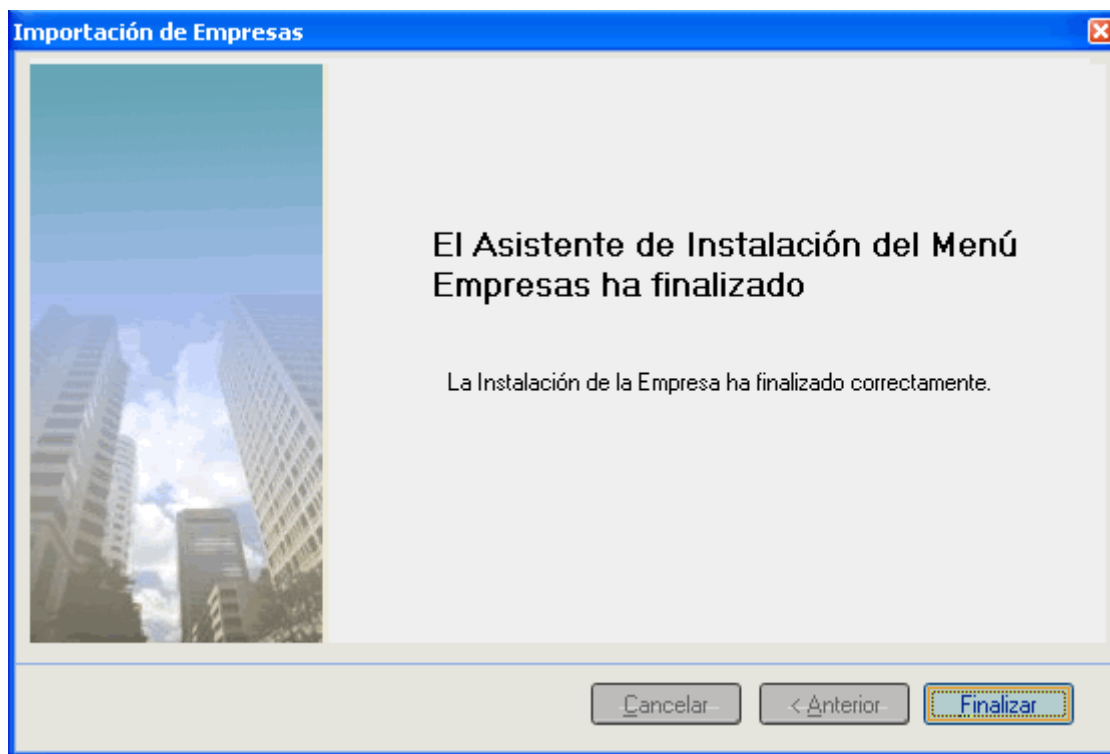 Importación de Empresas
El Asistente de Instalación del Menú
Empresas ha finalizado
La Instalación de la Empresa ha finalizado correctamente.
Cancelar
< Anterior
Finalizar